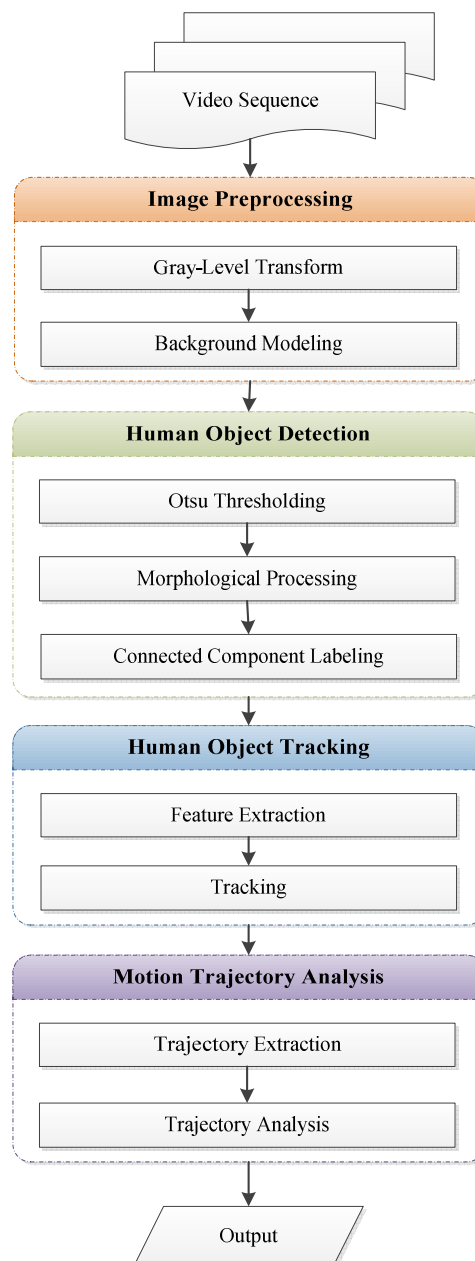 Video Sequence
Image Preprocessing
Gray-Level Transform
Background Modeling
Human Object Detection
Otsu Thresholding
Morphological Processing
Connected Component Labeling
Human Object Tracking
Feature Extraction
Tracking
Motion Trajectory Analysis
Trajectory Extraction
Trajectory Analysis
Output